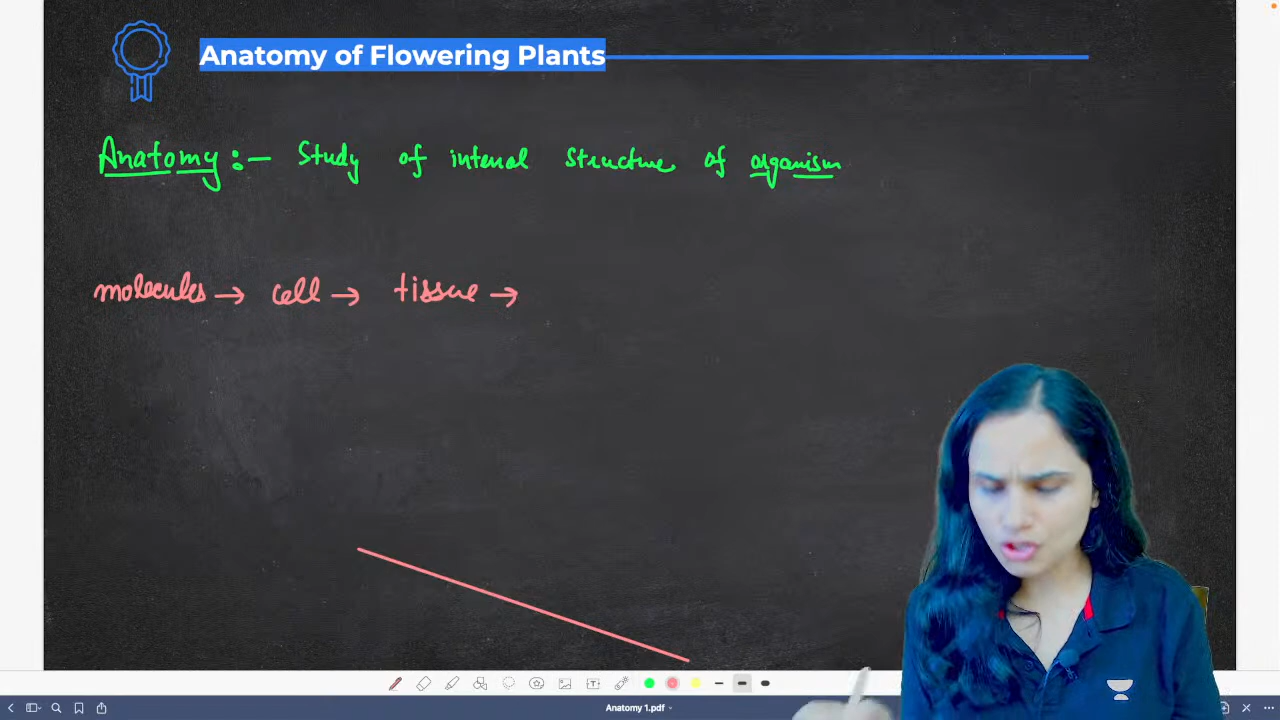 Anatomy of Flowering Plants
Anatomy :- Study of internal structure of organism
molecules → cell → tissue →
Anatomy 1.pdf